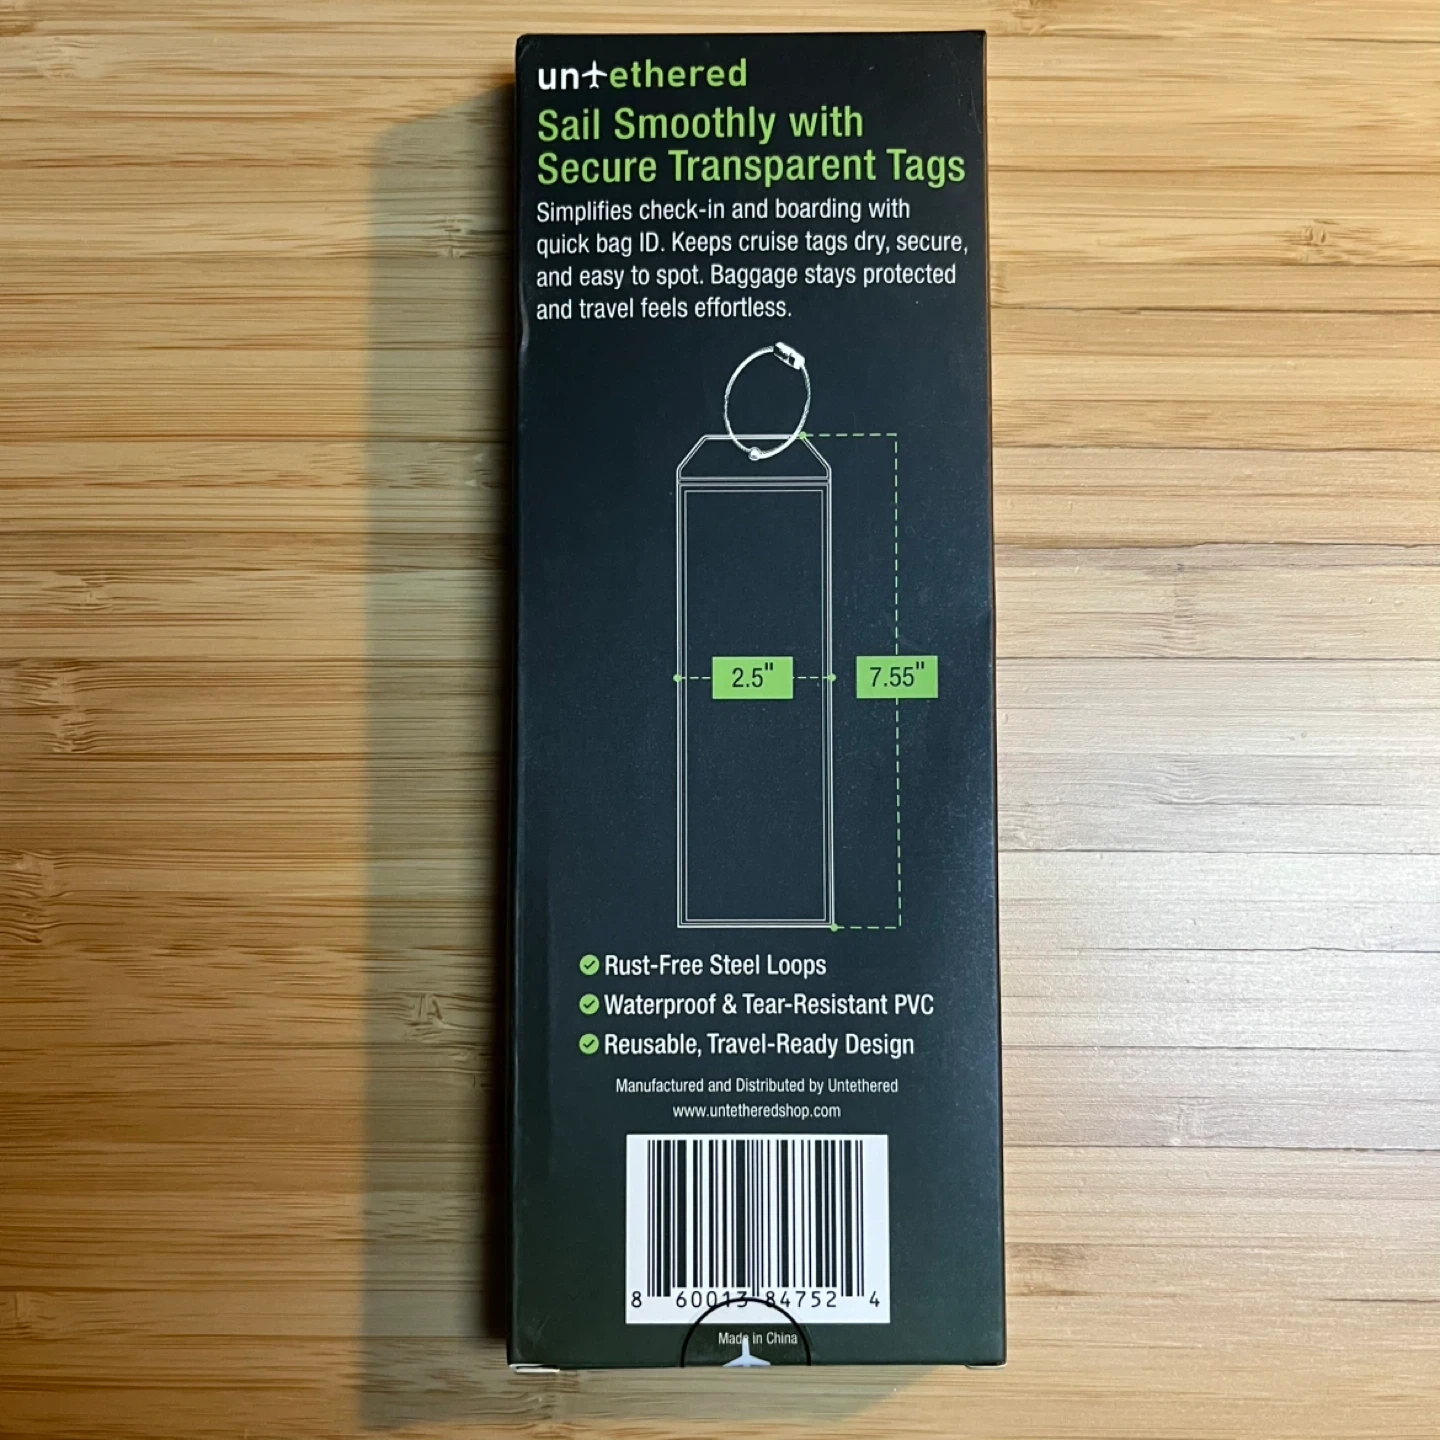 untethered
Sail Smoothly with
Secure Transparent Tags
Simplifies check-in and boarding with
quick bag ID. Keeps cruise tags dry, secure,
and easy to spot. Baggage stays protected
and travel feels effortless.
2.5" 7.55"
Rust-Free Steel Loops
Waterproof & Tear-Resistant PVC
Reusable, Travel-Ready Design
Manufactured and Distributed by Untethered
www.untetheredshop.com
8 60013 84752 4
Made in China